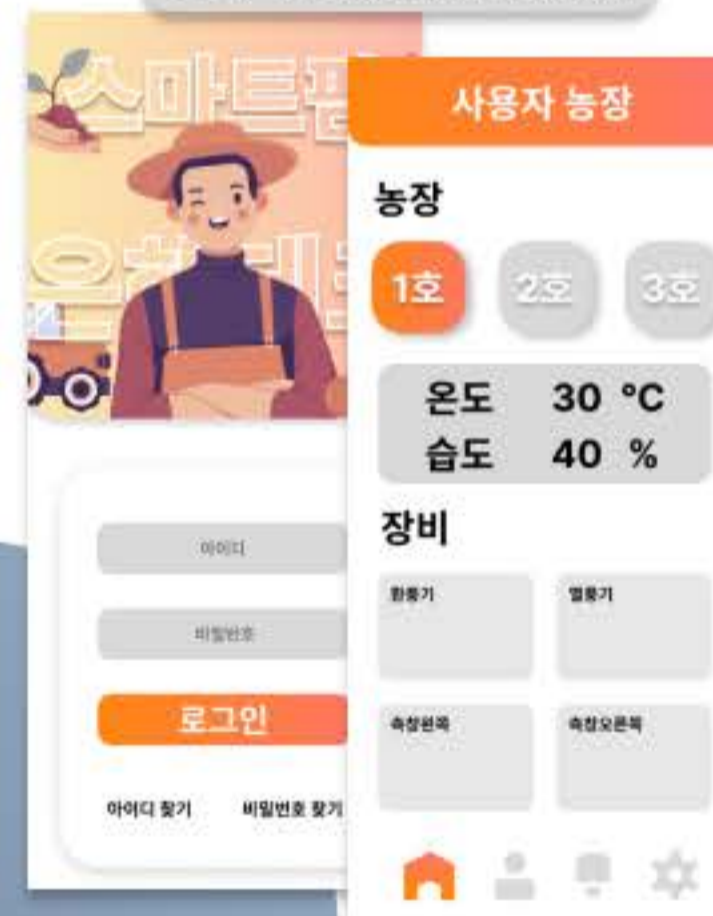 스마트팜
사용자 농장
농장
1호 2호 3호
온도 30 °C
습도 40 %
장비
환풍기 열풍기
측창왼쪽 측창오른쪽
아이디
비밀번호
로그인
아이디 찾기 비밀번호 찾기